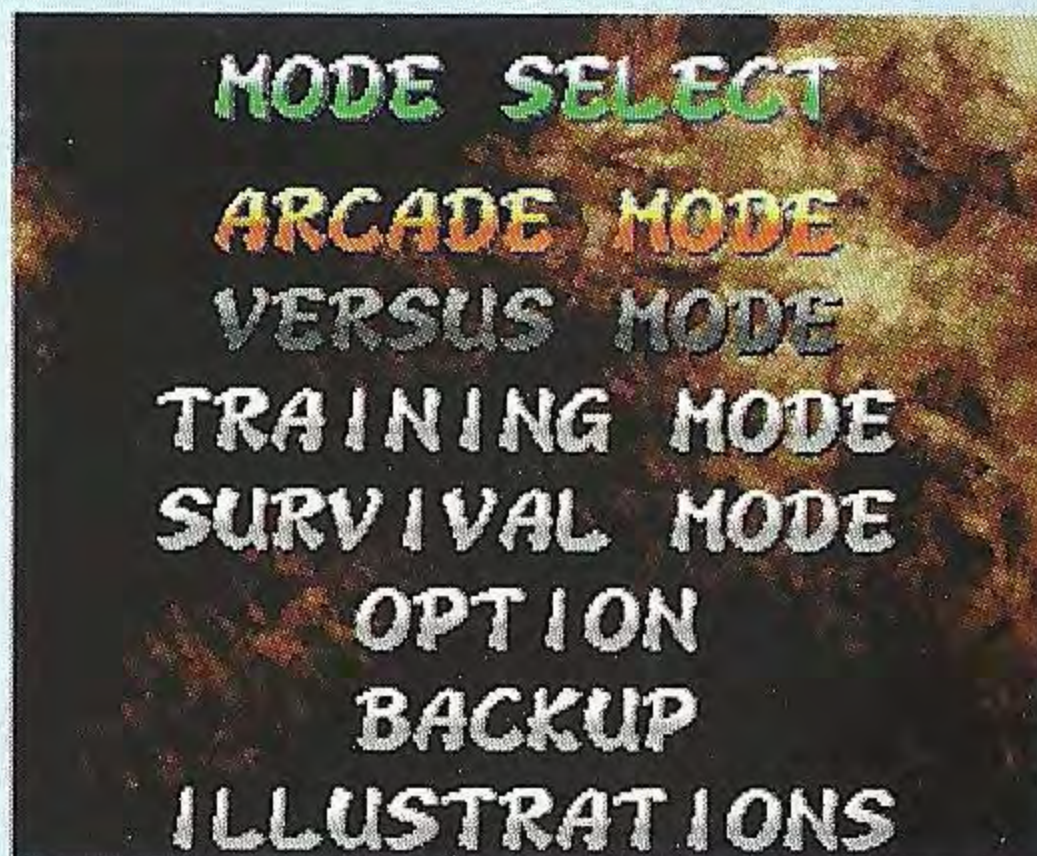 MODE SELECT
ARCADE MODE
VERSUS MODE
TRAINING MODE
SURVIVAL MODE
OPTION
BACKUP
ILLUSTRATIONS